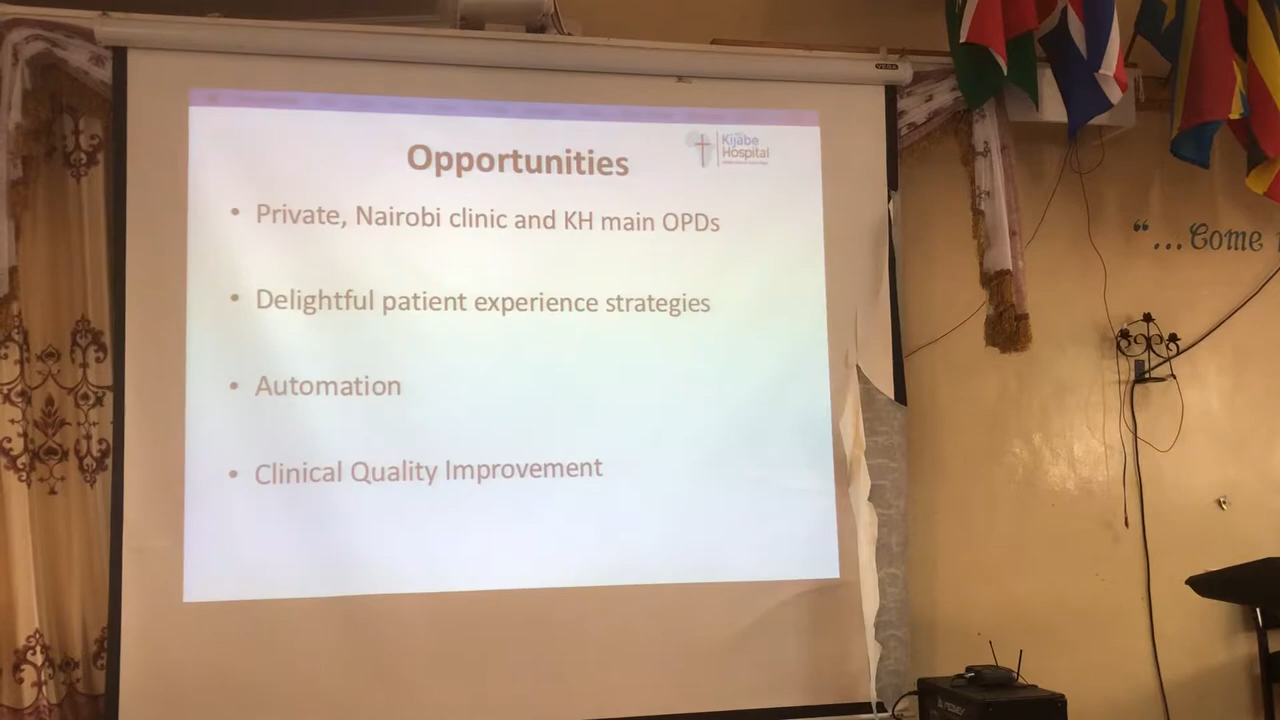 VEGA
Opportunities
Kijabe
Hospital
• Private, Nairobi clinic and KH main OPDs
• Delightful patient experience strategies
• Automation
• Clinical Quality Improvement
“...Come